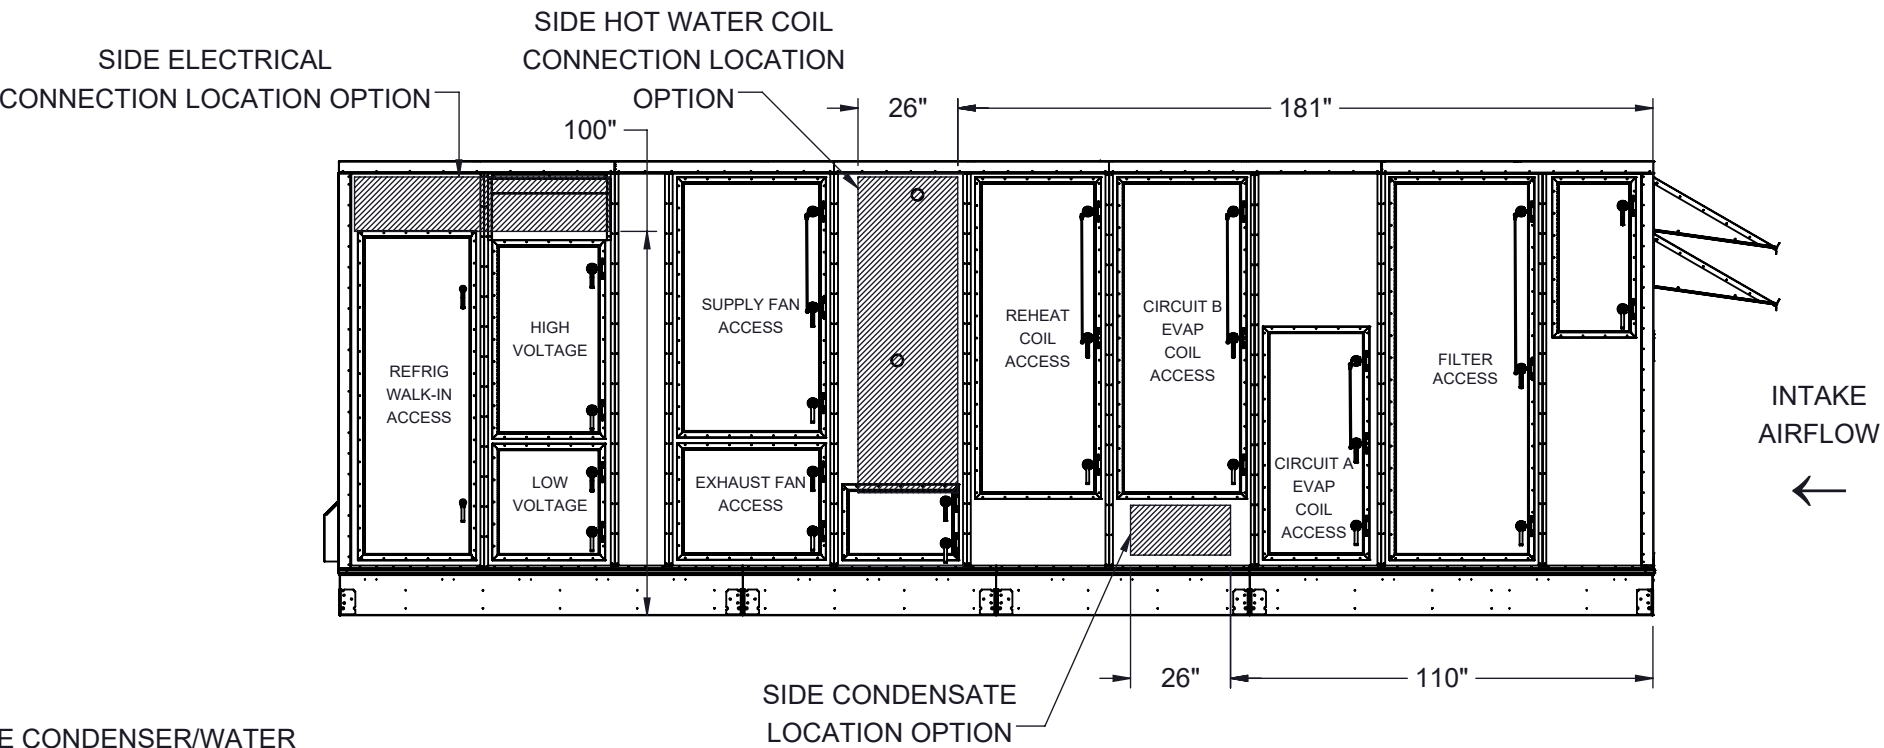 SIDE HOT WATER COIL
CONNECTION LOCATION
OPTION
SIDE ELECTRICAL
CONNECTION LOCATION OPTION
26"
181"
100"
REFRIG
WALK-IN
ACCESS
HIGH
VOLTAGE
LOW
VOLTAGE
SUPPLY FAN
ACCESS
EXHAUST FAN
ACCESS
REHEAT
COIL
ACCESS
CIRCUIT B
EVAP
COIL
ACCESS
CIRCUIT A
EVAP
COIL
ACCESS
FILTER
ACCESS
INTAKE
AIRFLOW
26"
110"
SIDE CONDENSATE
LOCATION OPTION
E CONDENSER/WATER